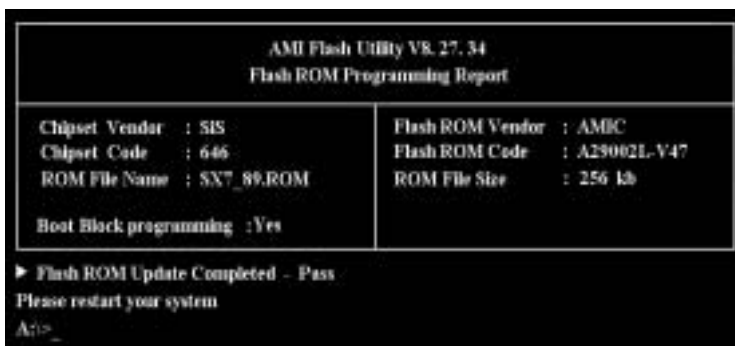 AMI Flash Utility V8. 27. 34
Flash ROM Programming Report
Chipset Vendor : SiS
Chipset Code : 646
ROM File Name : SX7_89.ROM
Boot Block programming :Yes
Flash ROM Vendor : AMIC
Flash ROM Code : A29002L-V47
ROM File Size : 256 kb
▶ Flash ROM Update Completed - Pass
Please restart your system
A:\>_